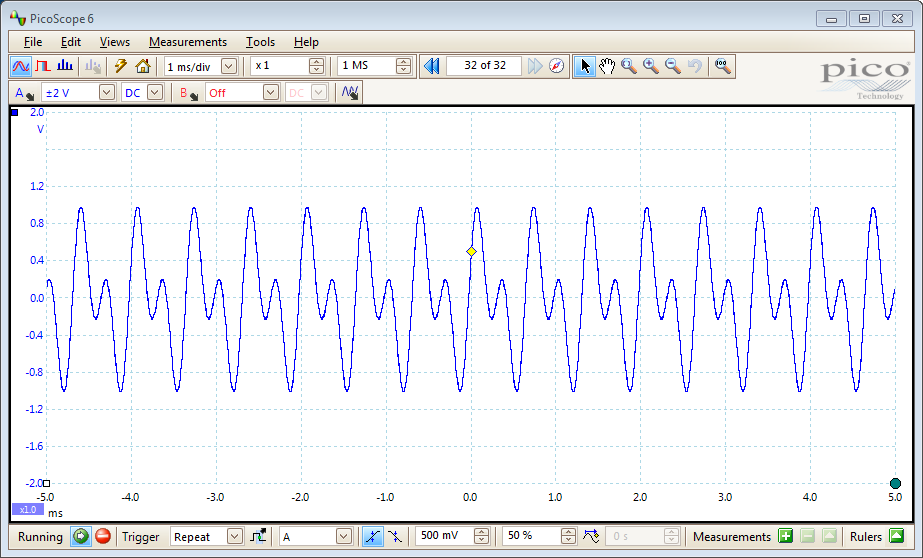 PicoScope 6
File Edit Views Measurements Tools Help
1 ms/div x 1 1 MS 32 of 32 100%
A ±2 V DC B Off DC
pico
Technology
2.0
V
1.2
0.8
0.4
0.0
-0.4
-0.8
-1.2
-1.6
-2.0
-5.0 -4.0 -3.0 -2.0 -1.0 0.0 1.0 2.0 3.0 4.0 5.0
x1.0 ms
Running Trigger Repeat A 500 mV 50 % 0 s Measurements Rulers